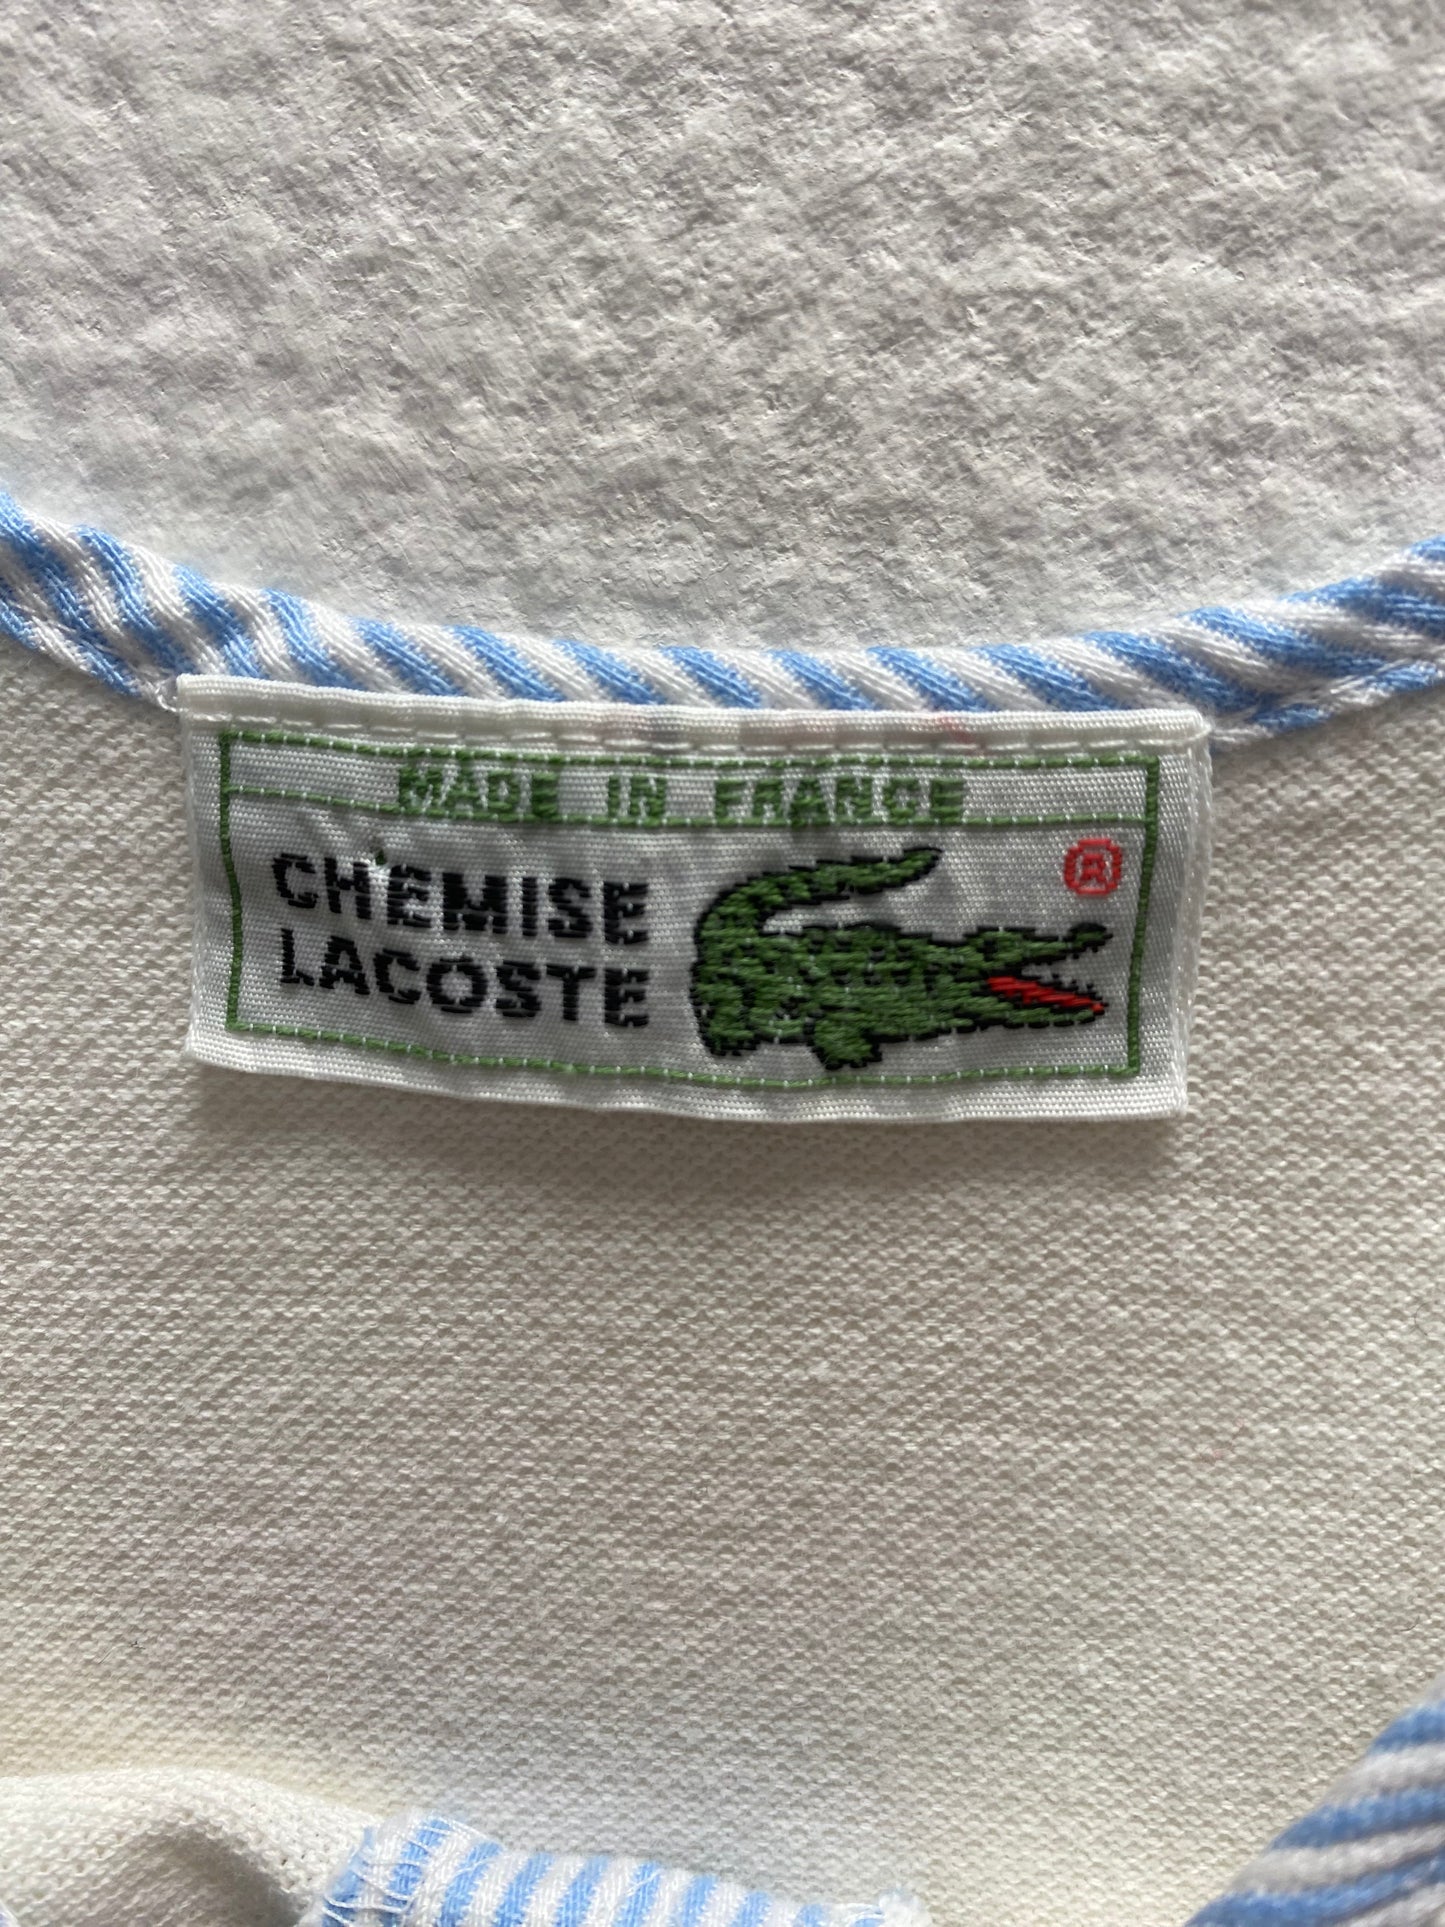 MADE IN FRANCE
CHEMISE
LACOSTE
®